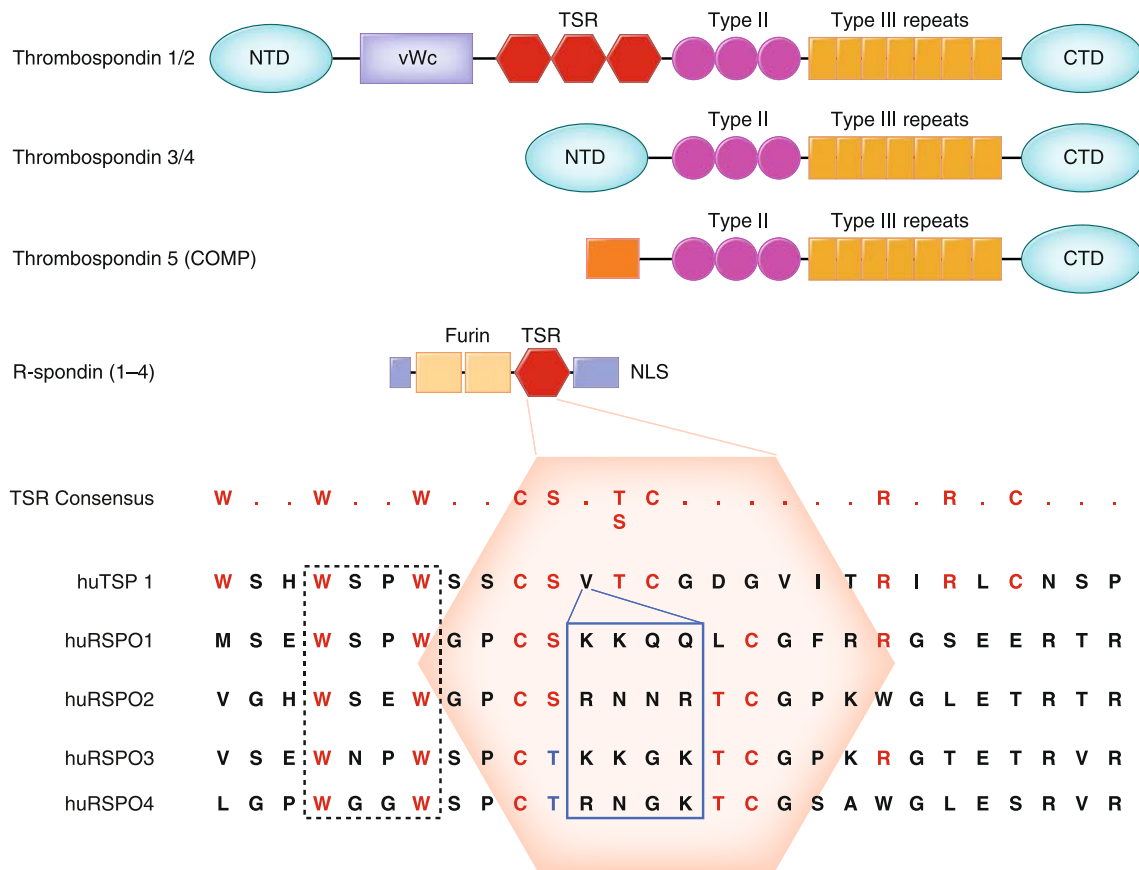 TSR Type II Type III repeats
Thrombospondin 1/2 NTD vWc CTD
Type II Type III repeats
Thrombospondin 3/4 NTD CTD
Type II Type III repeats
Thrombospondin 5 (COMP) CTD
Furin TSR
R-spondin (1–4) NLS
TSR Consensus W . . W . . W . . C S . T C . . . . . . R . R . C . . .
S
huTSP 1 W S H W S P W S S C S V T C G D G V I T R I R L C N S P
huRSPO1 M S E W S P W G P C S K K Q Q L C G F R R G S E E R T R
huRSPO2 V G H W S E W G P C S R N N R T C G P K W G L E T R T R
huRSPO3 V S E W N P W S P C T K K G K T C G P K R G T E T R V R
huRSPO4 L G P W G G W S P C T R N G K T C G S A W G L E S R V R